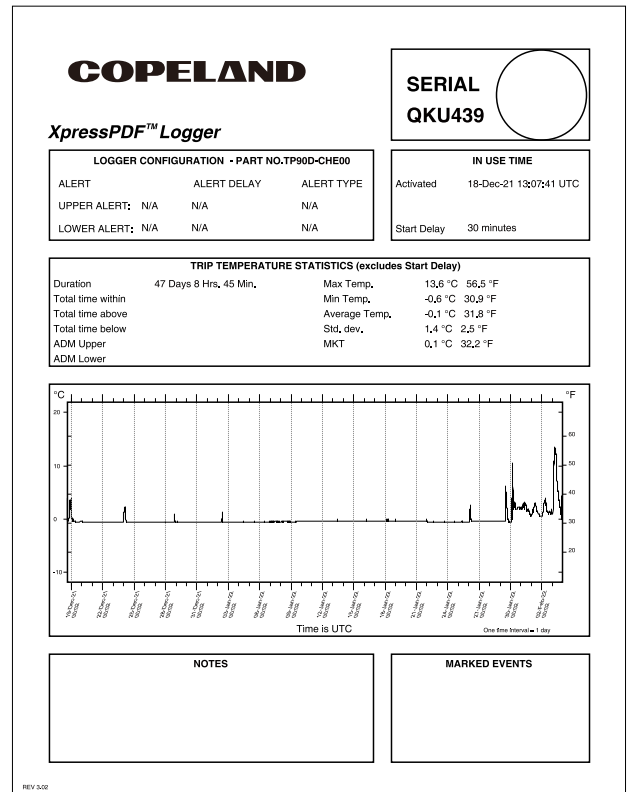 COPELAND
SERIAL
QKU439
XpressPDF™ Logger
LOGGER CONFIGURATION - PART NO.TP90D-CHE00
ALERT ALERT DELAY ALERT TYPE
UPPER ALERT: N/A N/A N/A
LOWER ALERT: N/A N/A N/A
IN USE TIME
Activated 18-Dec-21 13:07:41 UTC
Start Delay 30 minutes
TRIP TEMPERATURE STATISTICS (excludes Start Delay)
Duration 47 Days 8 Hrs. 45 Min. Max Temp. 13.6 °C 56.5 °F
Total time within Min Temp. -0.6 °C 30.9 °F
Total time above Average Temp. -0.1 °C 31.8 °F
Total time below Std. dev. 1.4 °C 2.5 °F
ADM Upper MKT 0.1 °C 32.2 °F
ADM Lower
°C °F
20
60
10 50
40
0 30
20
-10
Time is UTC
One time Interval = 1 day
NOTES
MARKED EVENTS
REV 3.02